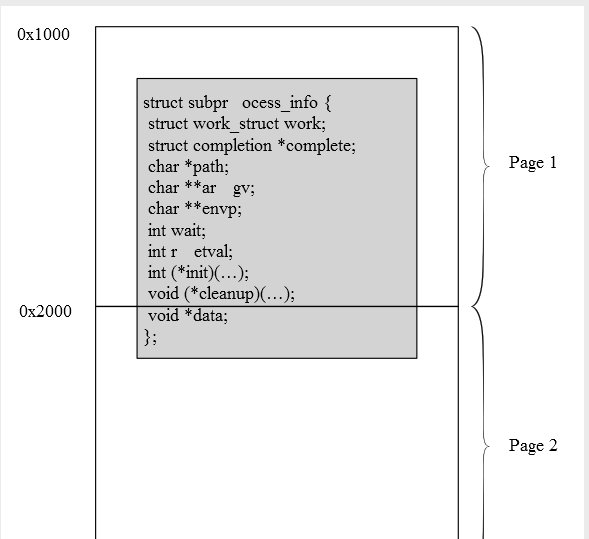 0x1000
struct subpr ocess_info {
struct work_struct work;
struct completion *complete;
char *path;
char **ar gv;
char **envp;
int wait;
int r etval;
int (*init)(…);
void (*cleanup)(…);
void *data;
};
Page 1
0x2000
Page 2